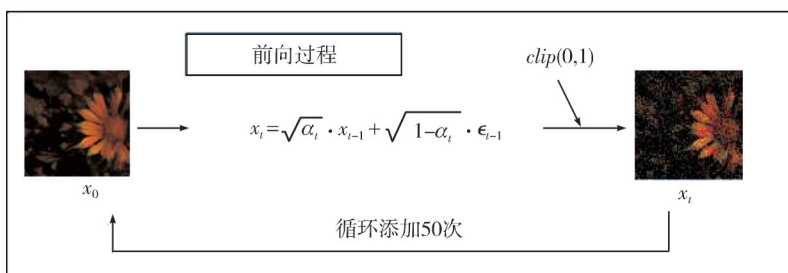 前向过程
clip(0,1)
x_t=√α_t · x_{t-1}+√1-α_t · ϵ_{t-1}
x_0
x_t
循环添加50次